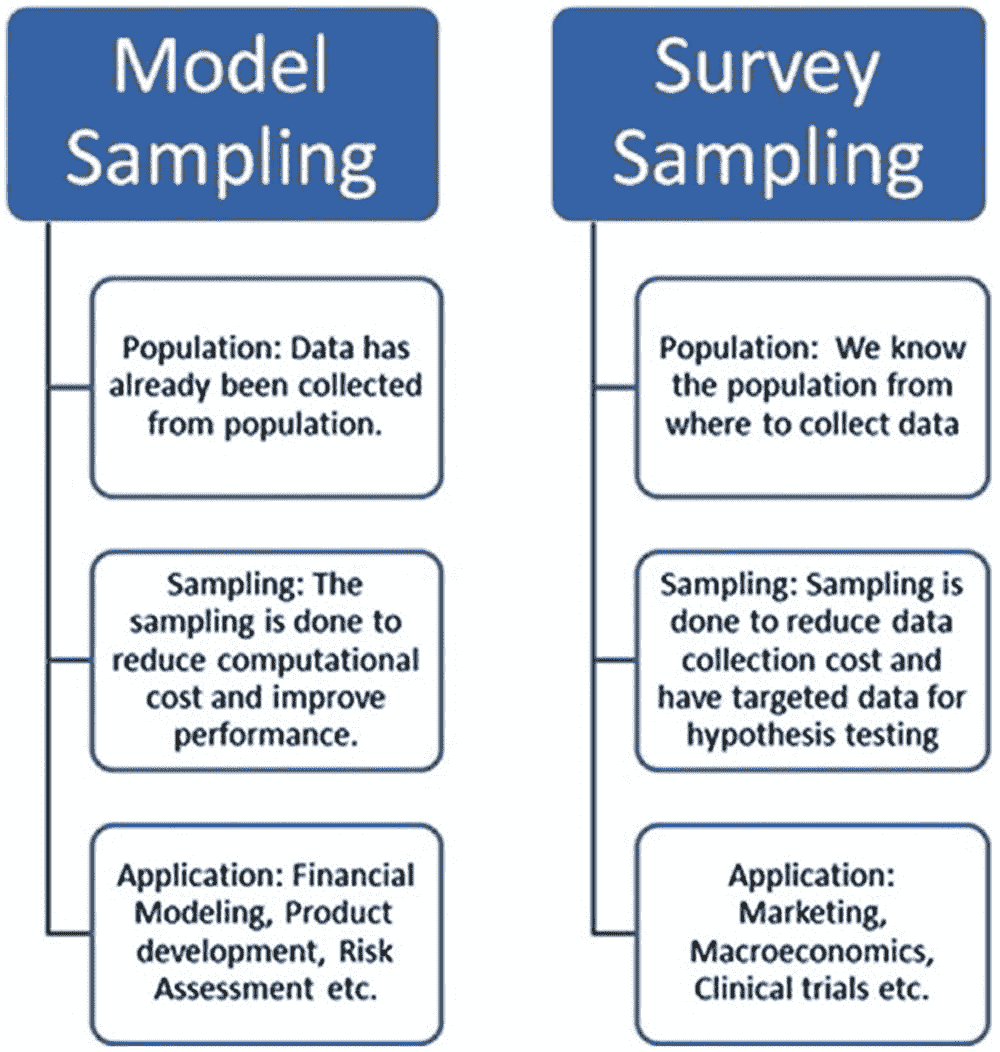 Model
Sampling
Population: Data has
already been collected
from population.
Sampling: The
sampling is done to
reduce computational
cost and improve
performance.
Application: Financial
Modeling, Product
development, Risk
Assessment etc.
Survey
Sampling
Population: We know
the population from
where to collect data
Sampling: Sampling is
done to reduce data
collection cost and
have targeted data for
hypothesis testing
Application:
Marketing,
Macroeconomics,
Clinical trials etc.